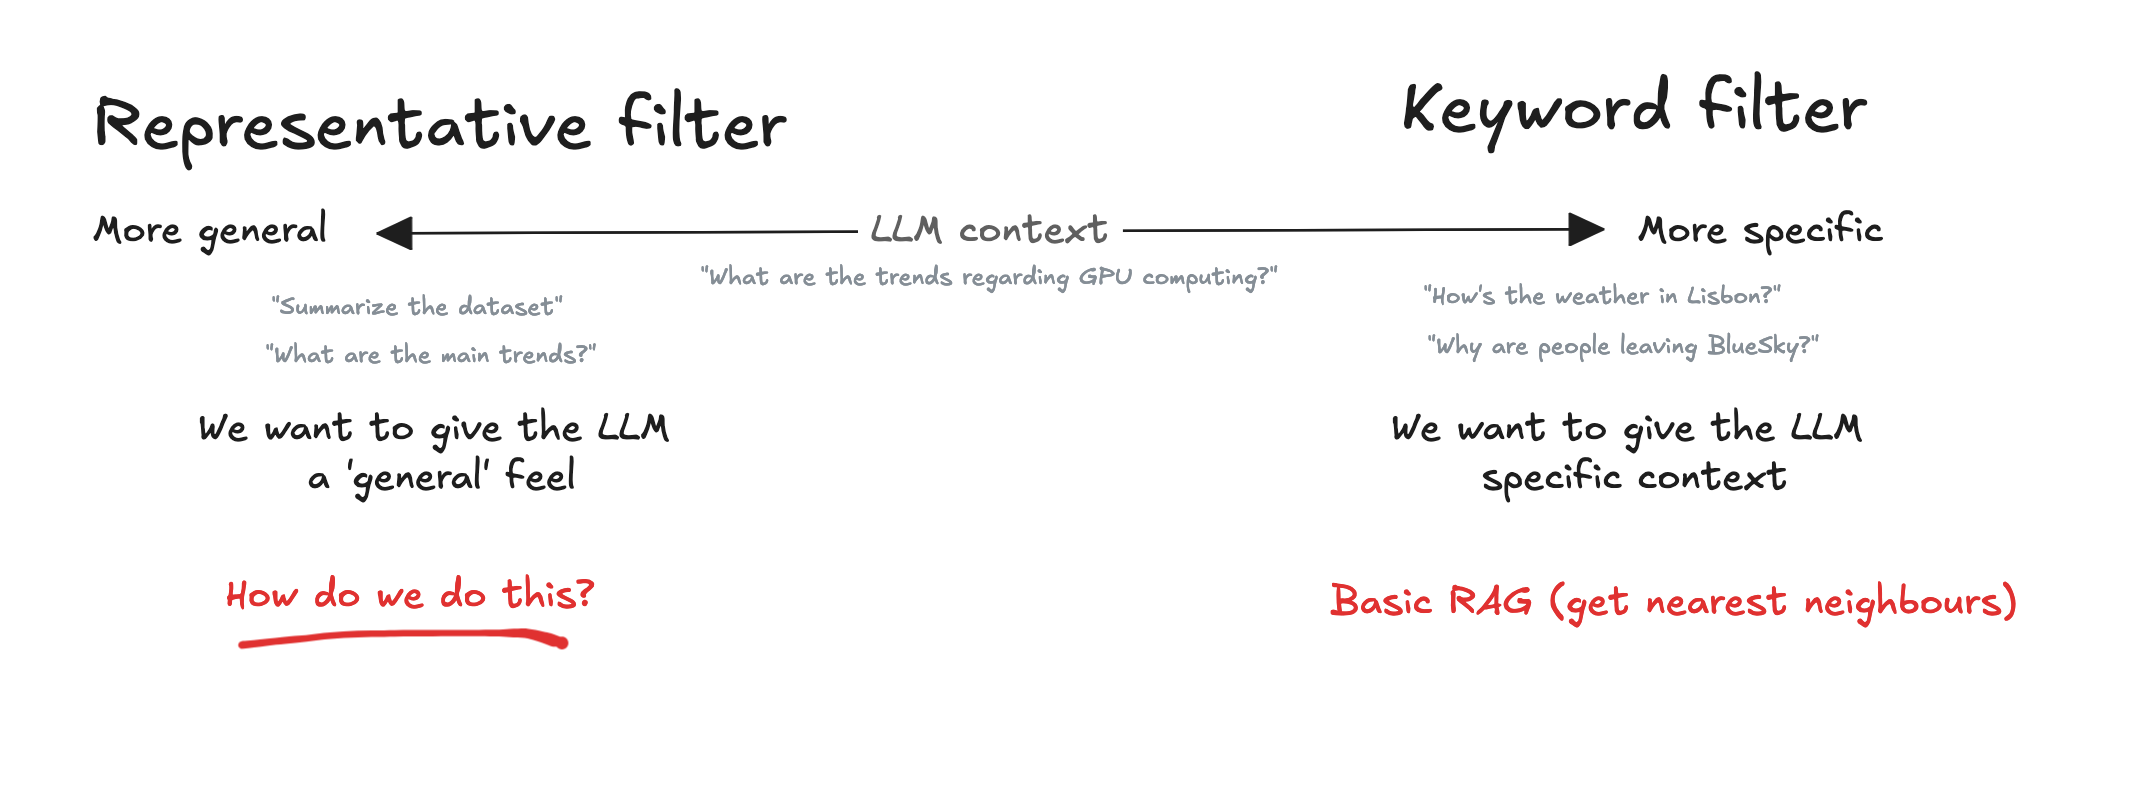 Representative filter
Keyword filter
More general
LLM context
More specific
"What are the trends regarding GPU computing?"
"Summarize the dataset"
"How's the weather in Lisbon?"
"What are the main trends?"
"Why are people leaving BlueSky?"
We want to give the LLM
a 'general' feel
We want to give the LLM
specific context
How do we do this?
Basic RAG (get nearest neighbours)